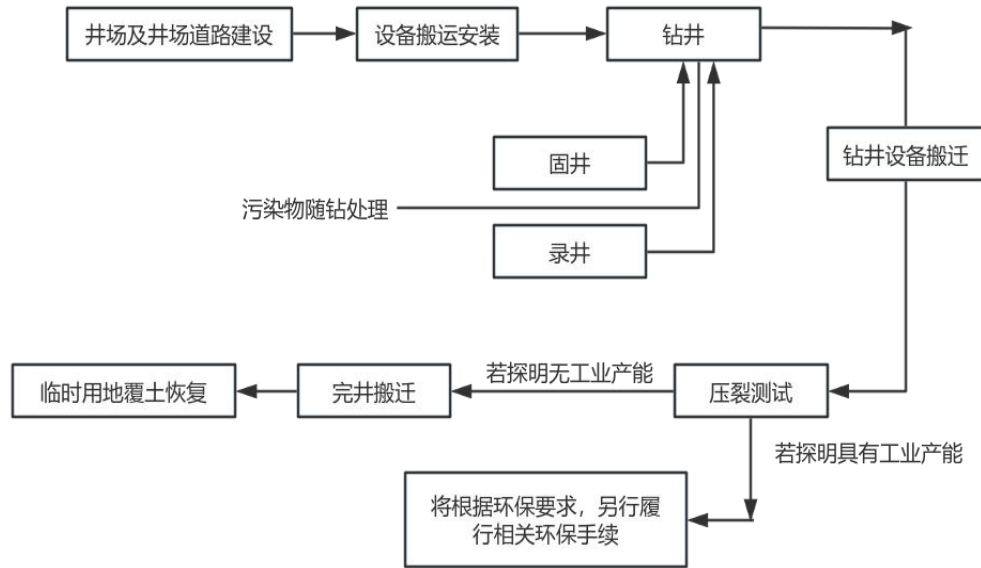 井场及井场道路建设
设备搬运安装
钻井
固井
钻井设备搬迁
污染物随钻处理
录井
临时用地覆土恢复
完井搬迁
若探明无工业产能
压裂测试
若探明具有工业产能
将根据环保要求，另行履
行相关环保手续